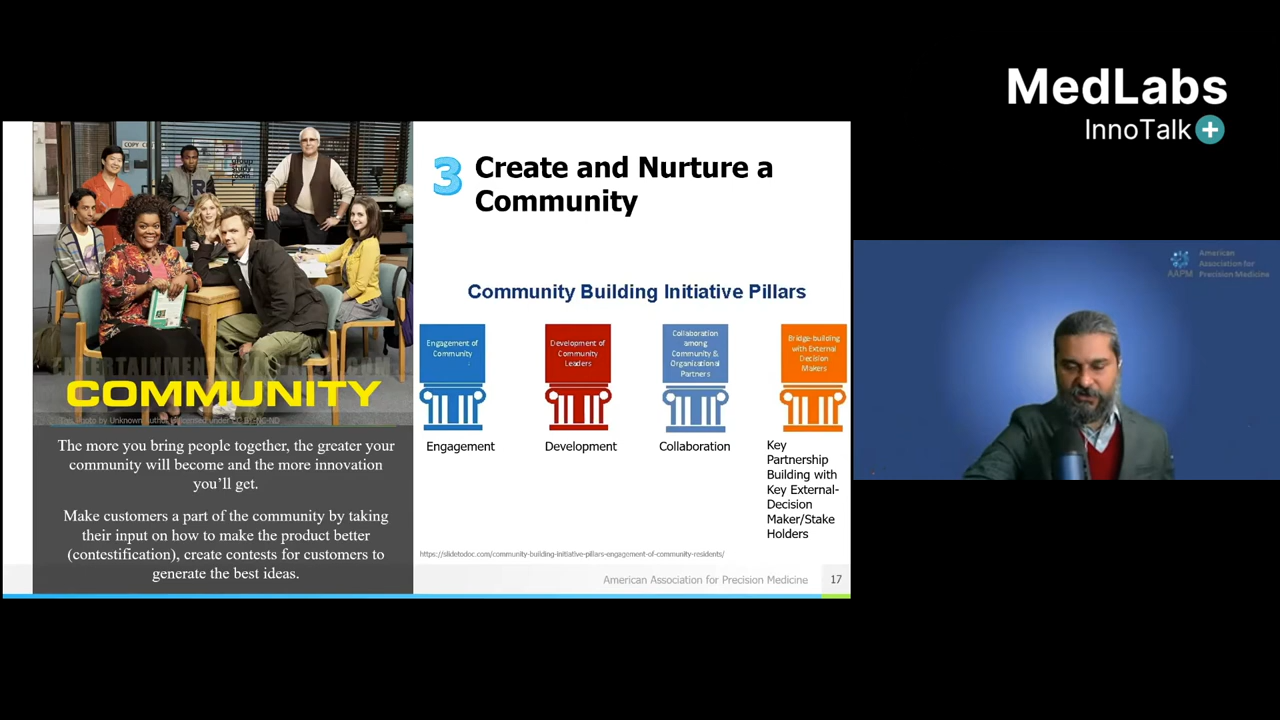 MedLabs
InnoTalk
COPY
ENTERTAINMENT
COMMUNITY
The more you bring people together, the greater your
community will become and the more innovation
you'll get.
Make customers a part of the community by taking
their input on how to make the product better
(contestification), create contests for customers to
generate the best ideas.
3
Create and Nurture a
Community
Community Building Initiative Pillars
Engagement of
Community
Development of
Community
Leaders
Collaboration
among
Community &
Organizational
Partners
Bridge-building
with External
Decision
Makers
Engagement
Development
Collaboration
Key
Partnership
Building with
Key External-
Decision
Maker/Stake
Holders
https://slidetodoc.com/community-building-initiative-pillars-engagement-of-community-residents/
American Association for Precision Medicine
17
AAPM
American
Association for
Precision Medicine